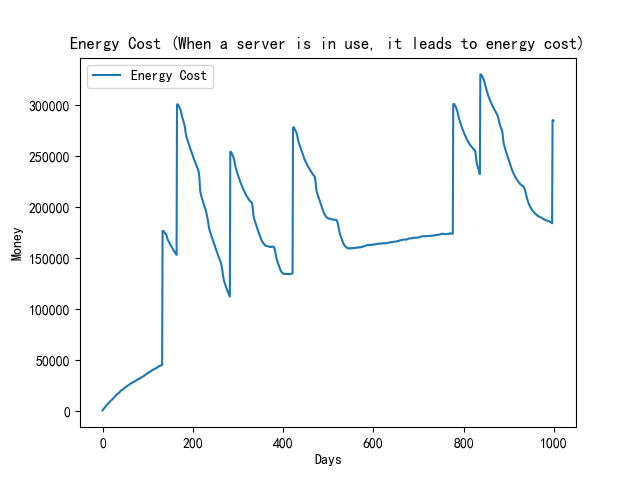 Energy Cost (When a server is in use, it leads to energy cost)
Energy Cost
300000
250000
200000
150000
100000
50000
0
Money
0 200 400 600 800 1000
Days